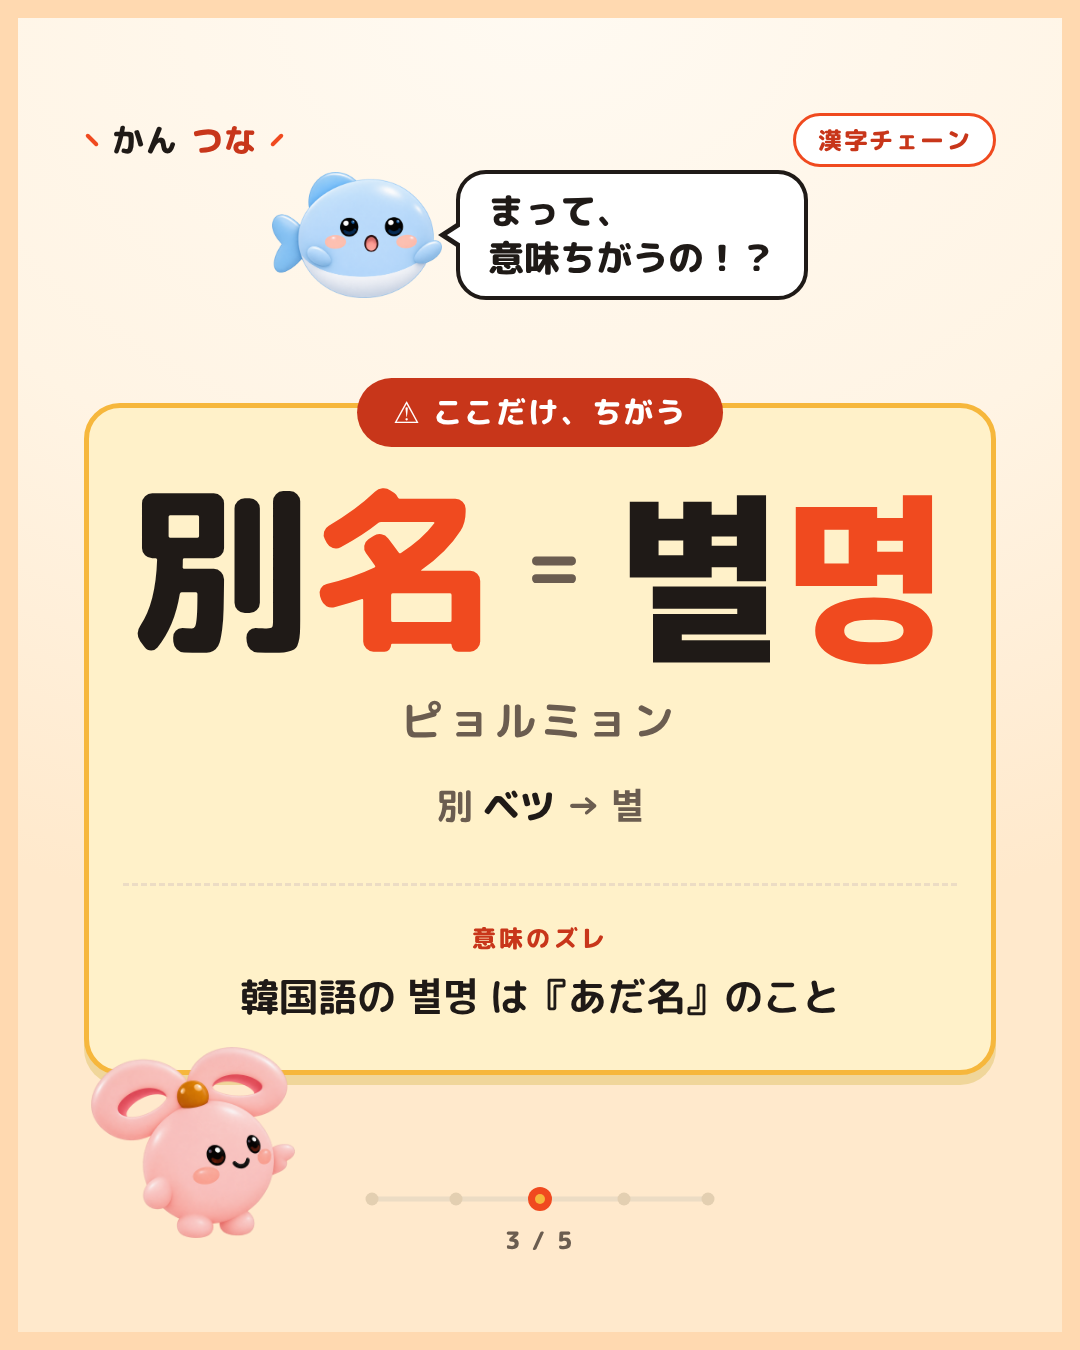 かん つな
漢字チェーン
まって、
意味ちがうの！？
⚠ ここだけ、ちがう
別名 = 별명
ピョルミョン
別 ベツ → 별
意味のズレ
韓国語の 별명 は『あだ名』のこと
3 / 5